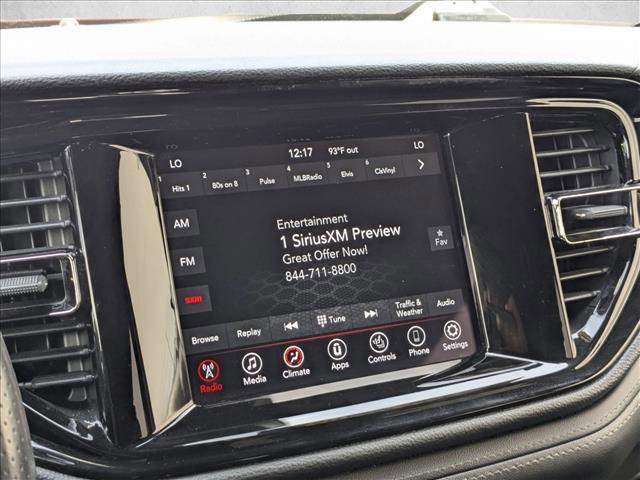 LO 12:17 93°F out LO
1 Hits 1 2 80s on 8 3 Pulse 4 MLBRadio 5 Elvis 6 ClsVinyl
AM
FM
sxm
Entertainment
1 SiriusXM Preview
Great Offer Now!
844-711-8800
Fav
Browse Replay Tune Traffic & Weather Audio
Radio Media Climate Apps Controls Phone Settings